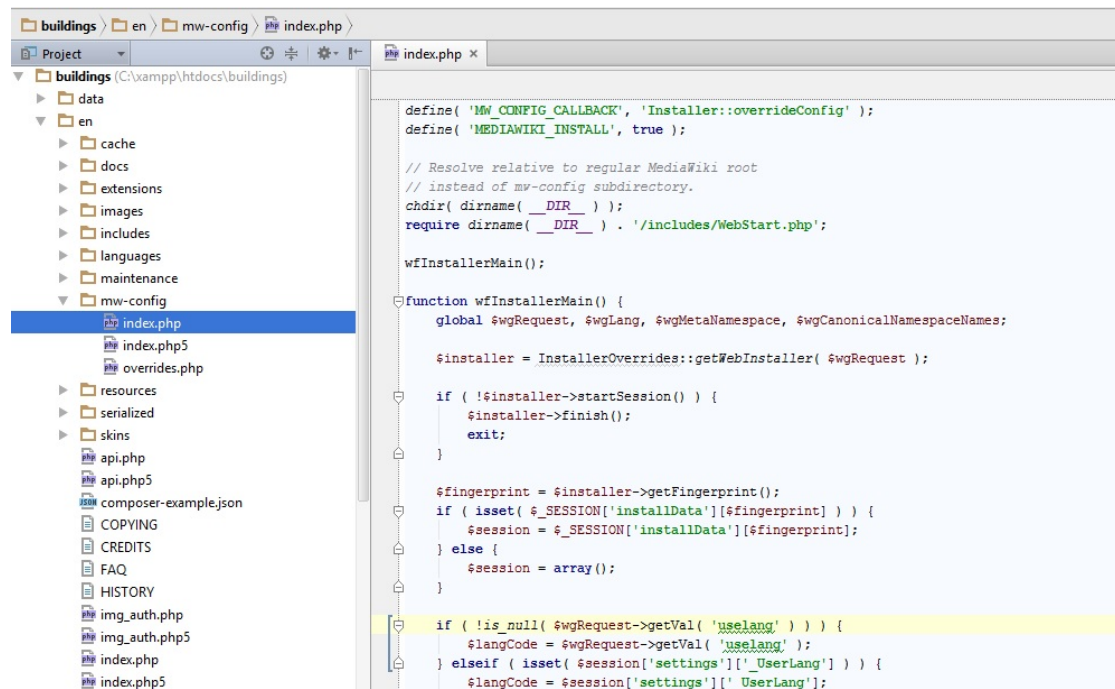 buildings en mw-config index.php
Project
index.php
buildings (C:\xampp\htdocs\buildings)
data
en
cache
docs
extensions
images
includes
languages
maintenance
mw-config
index.php
index.php5
overrides.php
resources
serialized
skins
api.php
api.php5
composer-example.json
COPYING
CREDITS
FAQ
HISTORY
img_auth.php
img_auth.php5
index.php
index.php5
define( 'MW_CONFIG_CALLBACK', 'Installer::overrideConfig' );
define( 'MEDIAWIKI_INSTALL', true );
// Resolve relative to regular MediaWiki root
// instead of mw-config subdirectory.
chdir( dirname( __DIR__ ) );
require dirname( __DIR__ ) . '/includes/WebStart.php';
wfInstallerMain();
function wfInstallerMain() {
global $wgRequest, $wgLang, $wgMetaNamespace, $wgCanonicalNamespaceNames;
$installer = InstallerOverrides::getWebInstaller( $wgRequest );
if ( !$installer->startSession() ) {
$installer->finish();
exit;
}
$fingerprint = $installer->getFingerprint();
if ( isset( $_SESSION['installData'][$fingerprint] ) ) {
$session = $_SESSION['installData'][$fingerprint];
} else {
$session = array();
}
if ( !is_null( $wgRequest->getVal( 'uselang' ) ) ) {
$langCode = $wgRequest->getVal( 'uselang' );
} elseif ( isset( $session['settings']['_UserLang'] ) ) {
$langCode = $session['settings']['_UserLang'];